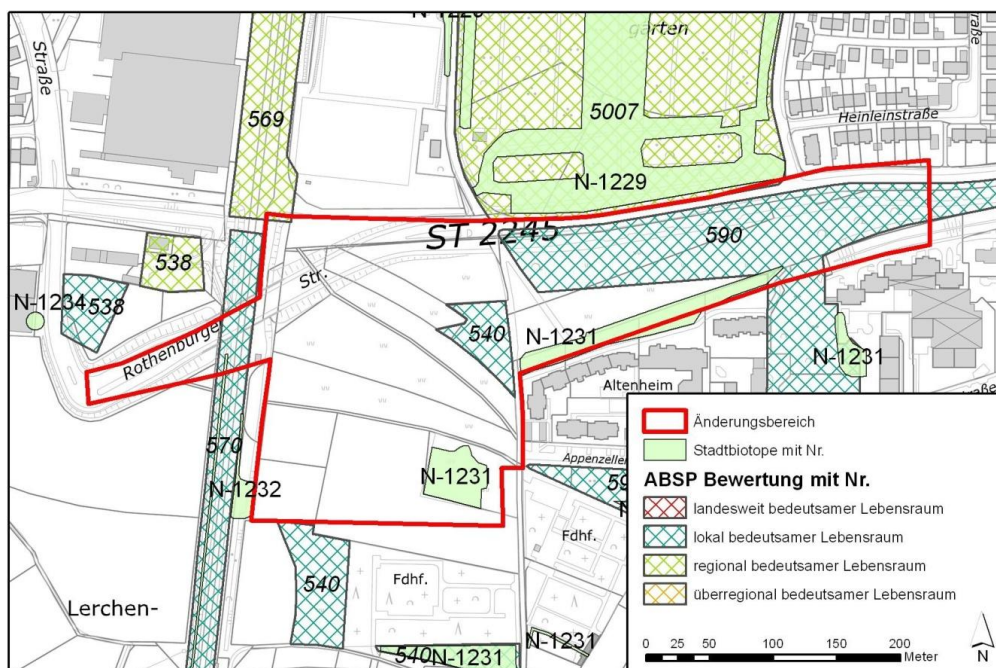 N-1220
gärten
Straße
5007
569
Heinleinstraße
N-1229
ST 2245
590
538
Str.
N-1234
538
540
Rothenburger
N-1231
N-1231
Altenheim
570
Appenzeller
N-1231
N-1232
Fdhf.
540
Fdhf.
Lerchen-
N-1231
540
N-1231
Änderungsbereich
Stadtbiotope mit Nr.
ABSP Bewertung mit Nr.
landesweit bedeutsamer Lebensraum
lokal bedeutsamer Lebensraum
regional bedeutsamer Lebensraum
überregional bedeutsamer Lebensraum
0 25 50 100 150 200
Meter
N